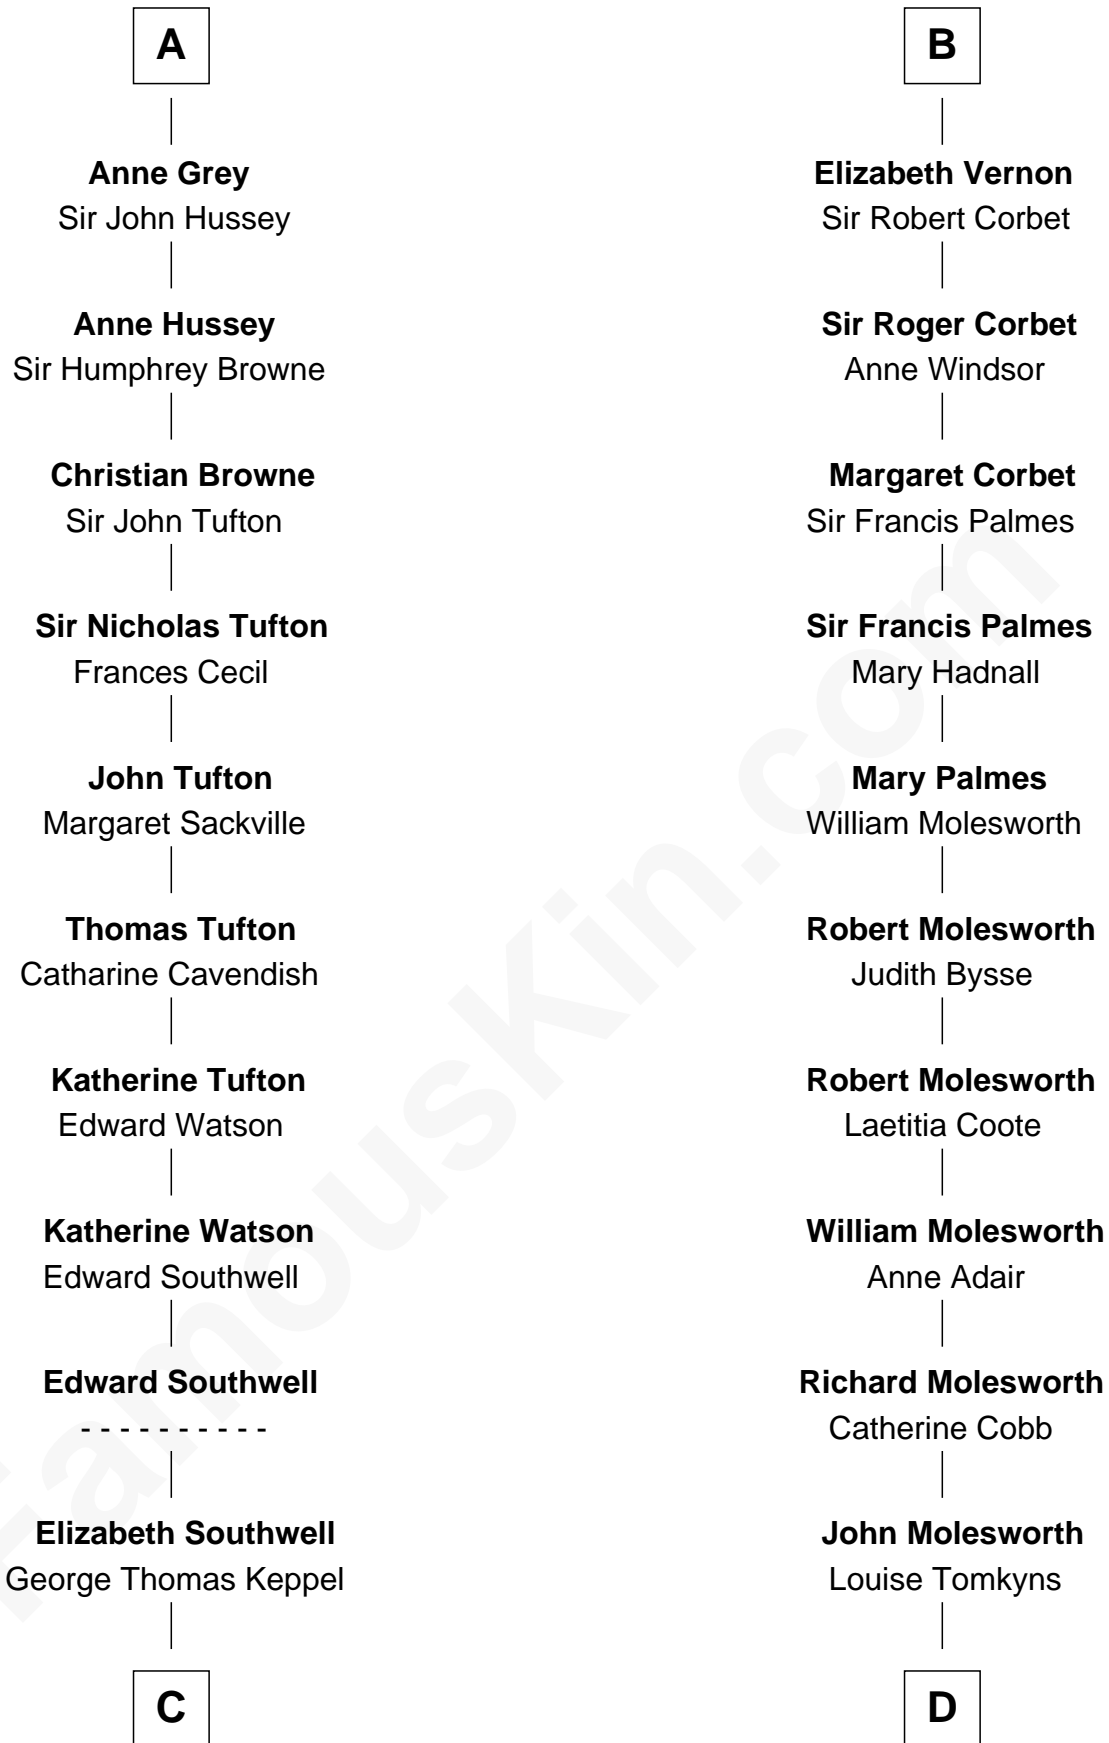 A
Anne Grey
Sir John Hussey
Anne Hussey
Sir Humphrey Browne
Christian Browne
Sir John Tufton
Sir Nicholas Tufton
Frances Cecil
John Tufton
Margaret Sackville
Thomas Tufton
Catharine Cavendish
Katherine Tufton
Edward Watson
Katherine Watson
Edward Southwell
Edward Southwell
- - - - - - - - - -
Elizabeth Southwell
George Thomas Keppel
C
B
Elizabeth Vernon
Sir Robert Corbet
Sir Roger Corbet
Anne Windsor
Margaret Corbet
Sir Francis Palmes
Sir Francis Palmes
Mary Hadnall
Mary Palmes
William Molesworth
Robert Molesworth
Judith Bysse
Robert Molesworth
Laetitia Coote
William Molesworth
Anne Adair
Richard Molesworth
Catherine Cobb
John Molesworth
Louise Tomkyns
D
FamousKin.com